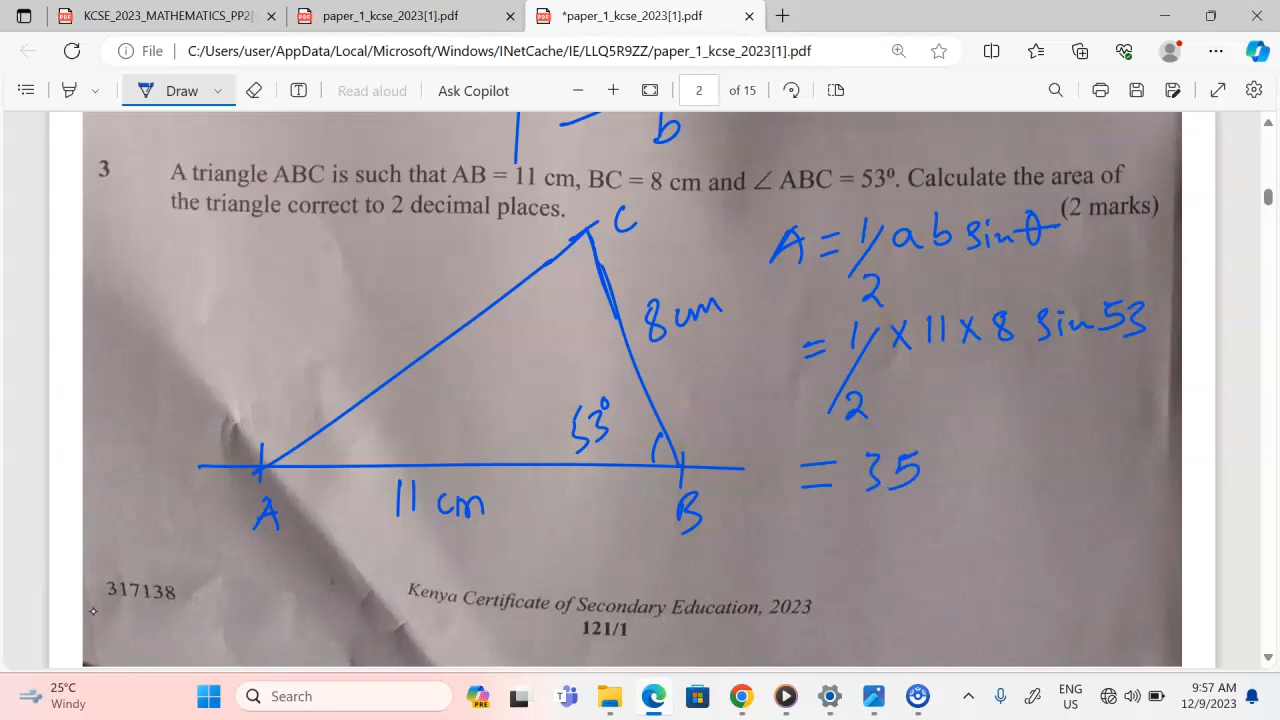 KCSE_2023_MATHEMATICS_PP2[
paper_1_kcse_2023[1].pdf
*paper_1_kcse_2023[1].pdf
File
C:/Users/user/AppData/Local/Microsoft/Windows/INetCache/IE/LLQ5R9ZZ/paper_1_kcse_2023[1].pdf
Draw
Read aloud
Ask Copilot
2 of 15
b
3 A triangle ABC is such that AB = 11 cm, BC = 8 cm and ∠ ABC = 53⁰. Calculate the area of
the triangle correct to 2 decimal places.
(2 marks)
C
A = 1/2 a b sin θ
8 cm
= 1/2 × 11 × 8 sin 53
53°
= 35
11 cm
A
B
317138
Kenya Certificate of Secondary Education, 2023
121/1
25°C
Windy
Search
PRE
ENG
US
9:57 AM
12/9/2023